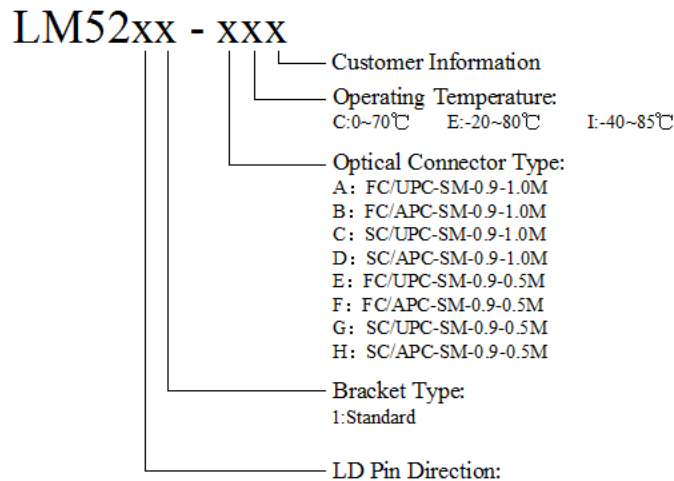 LM52xx - xxx
Customer Information
Operating Temperature:
C:0~70℃ E:-20~80℃ I:-40~85℃
Optical Connector Type:
A：FC/UPC-SM-0.9-1.0M
B：FC/APC-SM-0.9-1.0M
C：SC/UPC-SM-0.9-1.0M
D：SC/APC-SM-0.9-1.0M
E：FC/UPC-SM-0.9-0.5M
F：FC/APC-SM-0.9-0.5M
G：SC/UPC-SM-0.9-0.5M
H：SC/APC-SM-0.9-0.5M
Bracket Type:
1:Standard
LD Pin Direction: